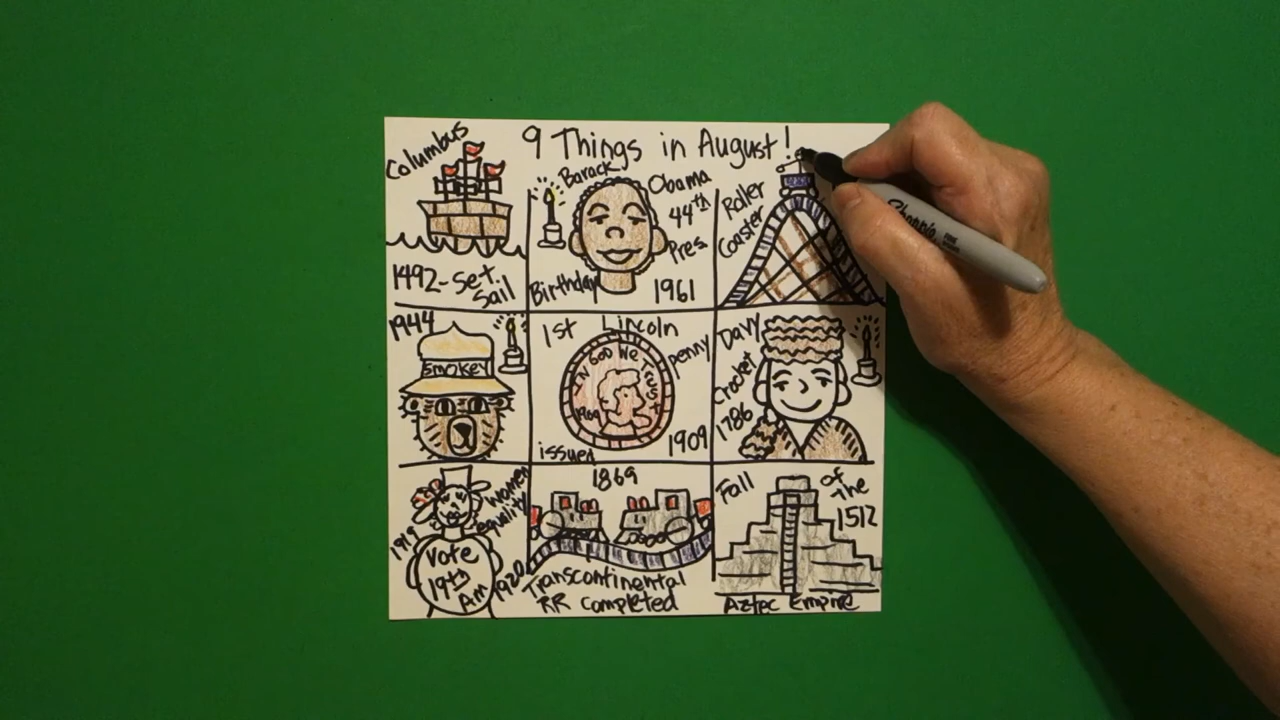 9 Things in August!
Columbus
1492-Set
Sail
Barack
Obama
44th
Pres.
Birthday
1961
Roller
Coaster
1944
SMOKEY
1st
Lincoln
penny
IN GOD WE TRUST
1909
issued
1909
Davy
Crocket
1786
Women
equality
1919
Vote
19th
Am
1920
1869
Transcontinental
RR completed
Fall
of
The
1512
Aztec Empire
Sharpie